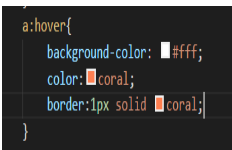 a:hover{
background-color: #fff;
color:coral;
border:1px solid coral;
}